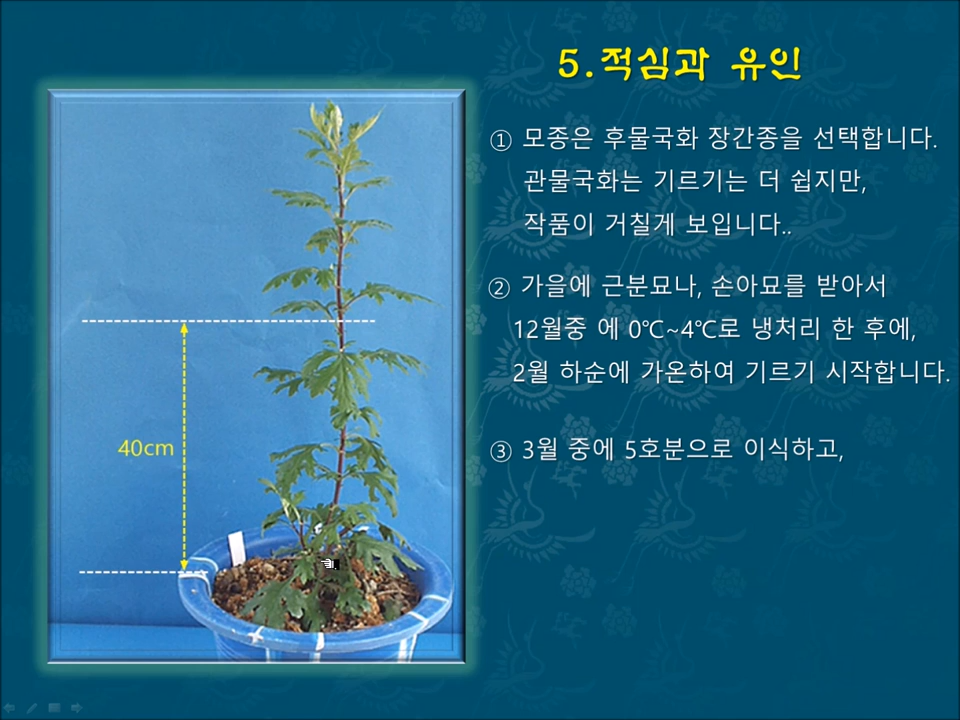 5.적심과 유인
① 모종은 후물국화 장간종을 선택합니다.
관물국화는 기르기는 더 쉽지만,
작품이 거칠게 보입니다..
② 가을에 근분묘나, 손아묘를 받아서
12월중 에 0℃~4℃로 냉처리 한 후에,
2월 하순에 가온하여 기르기 시작합니다.
③ 3월 중에 5호분으로 이식하고,
40cm